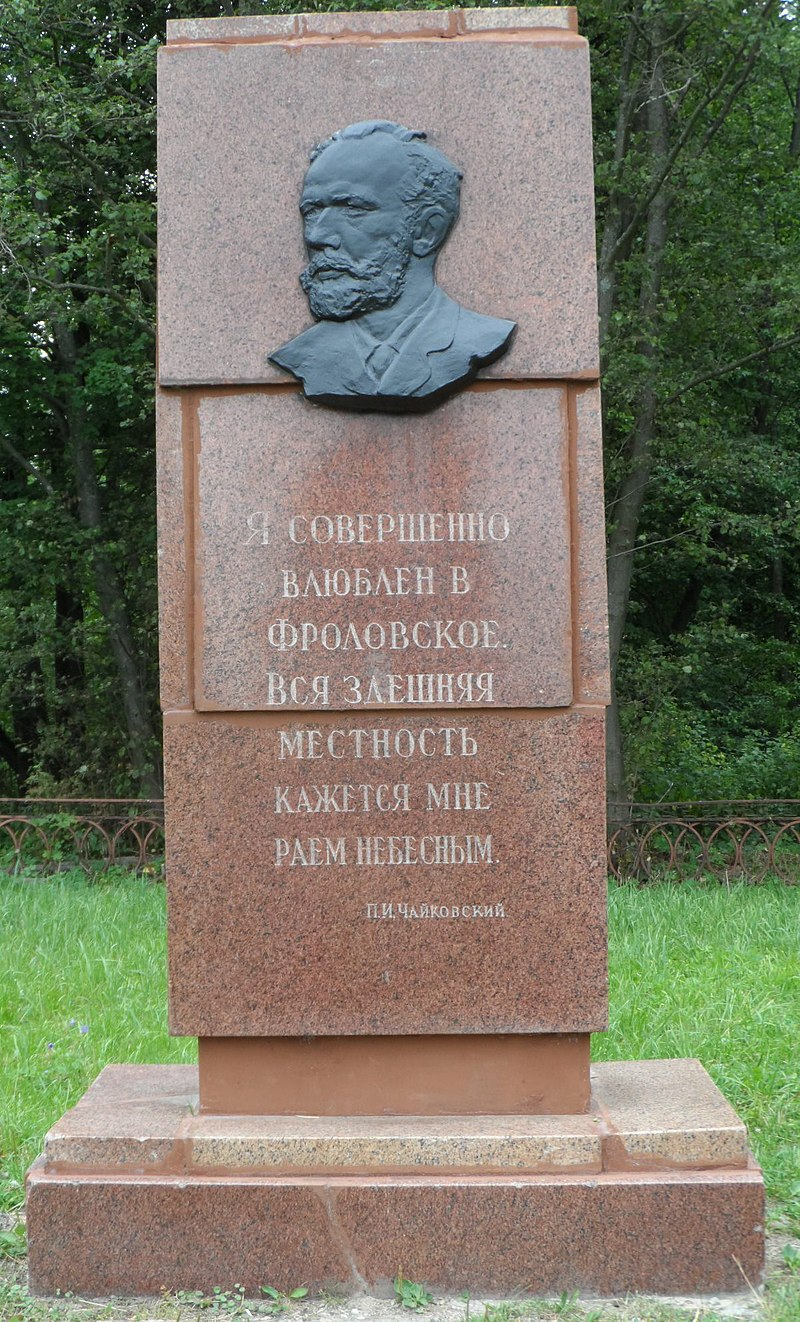 Я СОВЕРШЕННО
ВЛЮБЛЕН В
ФРОЛОВСКОЕ.
ВСЯ ЗДЕШНЯЯ
МЕСТНОСТЬ
КАЖЕТСЯ МНЕ
РАЕМ НЕБЕСНЫМ.
П.И.ЧАЙКОВСКИЙ.